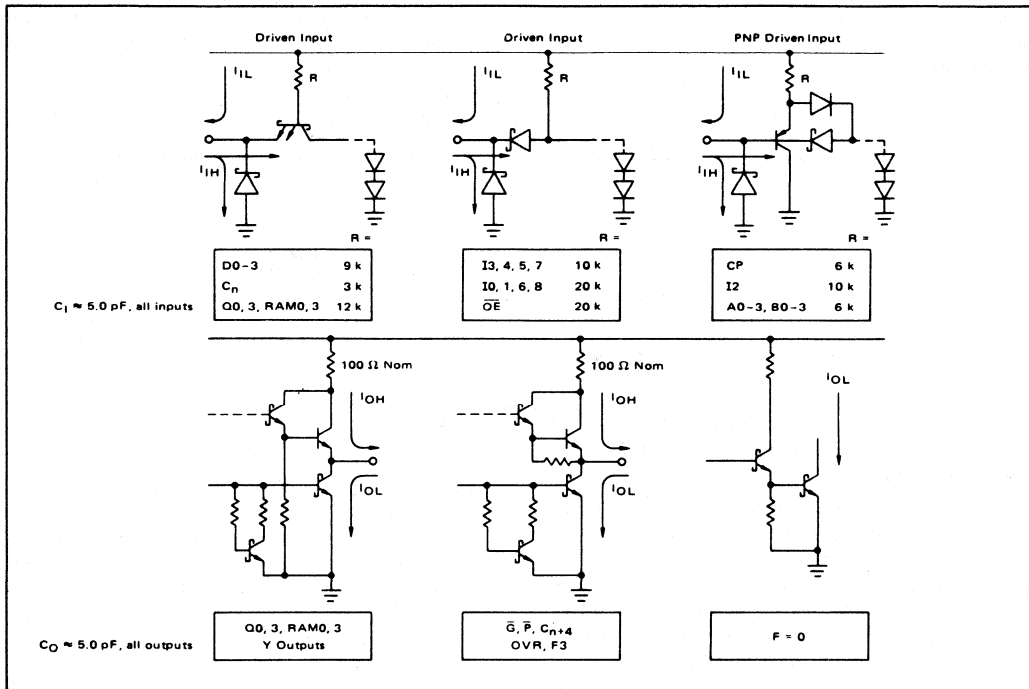 Driven Input
Driven Input
PNP Driven Input
IIL
R
IIL
R
IIL
R
IIH
IIH
IIH
R =
R =
R =
D0-3 9 k
Cn 3 k
Q0, 3, RAM0, 3 12 k
I3, 4, 5, 7 10 k
I0, 1, 6, 8 20 k
O̅E̅ 20 k
CP 6 k
I2 10 k
A0-3, B0-3 6 k
CI ≈ 5.0 pF, all inputs
100 Ω Nom
100 Ω Nom
IOH
IOH
IOL
IOL
IOL
Q0, 3, RAM0, 3
Y Outputs
G̅, P̅, Cn+4
OVR, F3
F = 0
CO ≈ 5.0 pF, all outputs